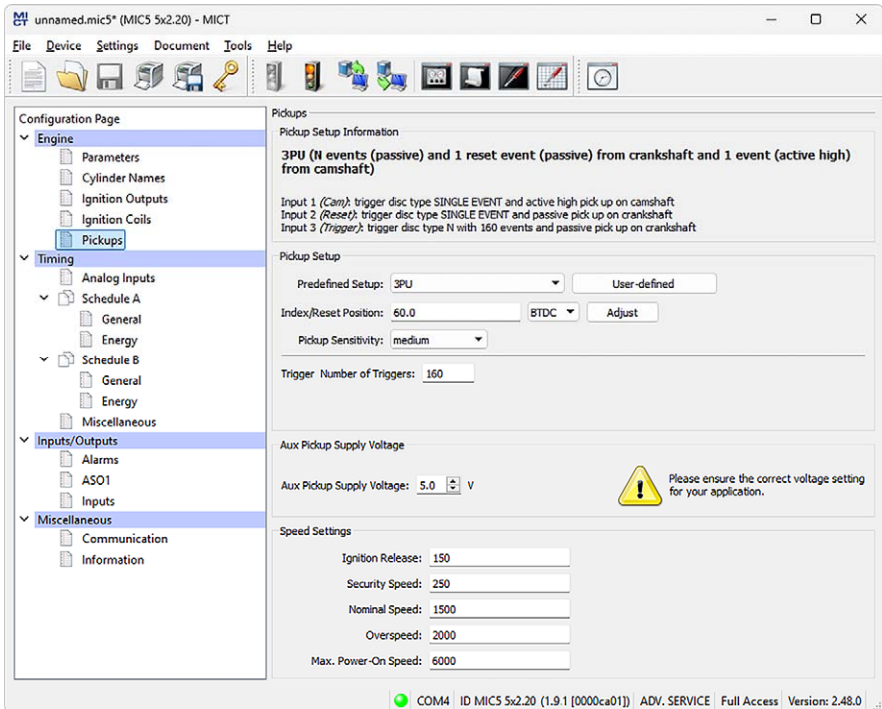 MICT unnamed.mic5* (MIC5 5x2.20) - MICT
File Device Settings Document Tools Help
Configuration Page
Engine
Parameters
Cylinder Names
Ignition Outputs
Ignition Coils
Pickups
Timing
Analog Inputs
Schedule A
General
Energy
Schedule B
General
Energy
Miscellaneous
Inputs/Outputs
Alarms
ASO1
Inputs
Miscellaneous
Communication
Information
Pickups
Pickup Setup Information
3PU (N events (passive) and 1 reset event (passive) from crankshaft and 1 event (active high)
from camshaft)
Input 1 (Cam): trigger disc type SINGLE EVENT and active high pick up on camshaft
Input 2 (Reset): trigger disc type SINGLE EVENT and passive pick up on crankshaft
Input 3 (Trigger): trigger disc type N with 160 events and passive pick up on crankshaft
Pickup Setup
Predefined Setup: 3PU User-defined
Index/Reset Position: 60.0 BTDC Adjust
Pickup Sensitivity: medium
Trigger Number of Triggers: 160
Aux Pickup Supply Voltage
Aux Pickup Supply Voltage: 5.0 V
Please ensure the correct voltage setting
for your application.
Speed Settings
Ignition Release: 150
Security Speed: 250
Nominal Speed: 1500
Overspeed: 2000
Max. Power-On Speed: 6000
COM4 ID MIC5 5x2.20 (1.9.1 [0000ca01]) ADV. SERVICE Full Access Version: 2.48.0